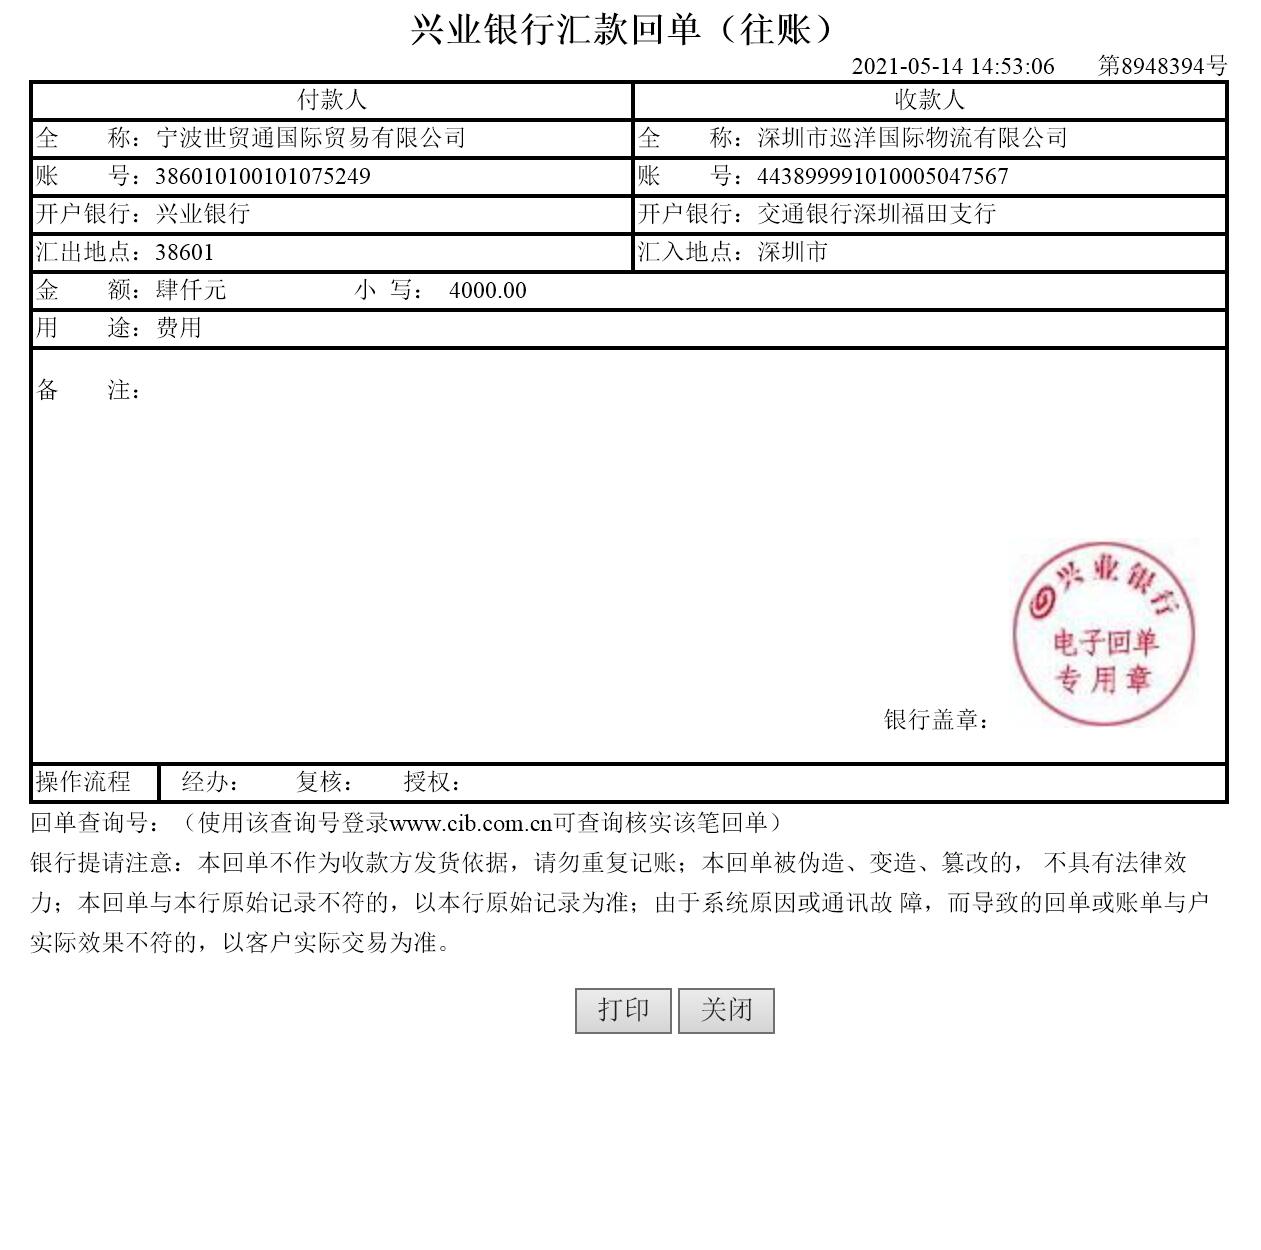 兴业银行汇款回单（往账）
2021-05-14 14:53:06 第8948394号
付款人 收款人
全 称：宁波世贸通国际贸易有限公司 全 称：深圳市巡洋国际物流有限公司
账 号：386010100101075249 账 号：443899991010005047567
开户银行：兴业银行 开户银行：交通银行深圳福田支行
汇出地点：38601 汇入地点：深圳市
金 额：肆仟元 小 写： 4000.00
用 途：费用
备 注：
兴业银行
电子回单
专用章
银行盖章：
操作流程 经办： 复核： 授权：
回单查询号：（使用该查询号登录www.cib.com.cn可查询核实该笔回单）
银行提请注意：本回单不作为收款方发货依据，请勿重复记账；本回单被伪造、变造、篡改的， 不具有法律效
力；本回单与本行原始记录不符的，以本行原始记录为准；由于系统原因或通讯故 障，而导致的回单或账单与户
实际效果不符的，以客户实际交易为准。
打印 关闭